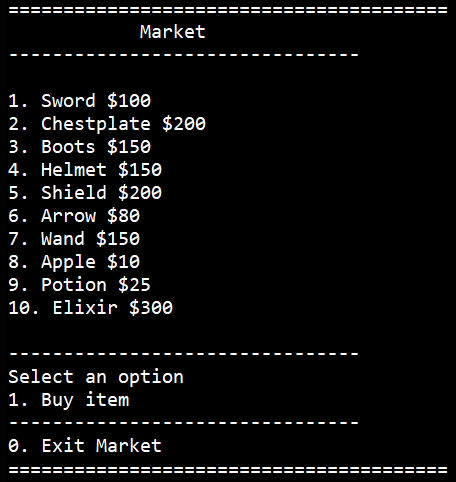 ========================================
Market
--------------------------------
1. Sword $100
2. Chestplate $200
3. Boots $150
4. Helmet $150
5. Shield $200
6. Arrow $80
7. Wand $150
8. Apple $10
9. Potion $25
10. Elixir $300
--------------------------------
Select an option
1. Buy item
--------------------------------
0. Exit Market
========================================